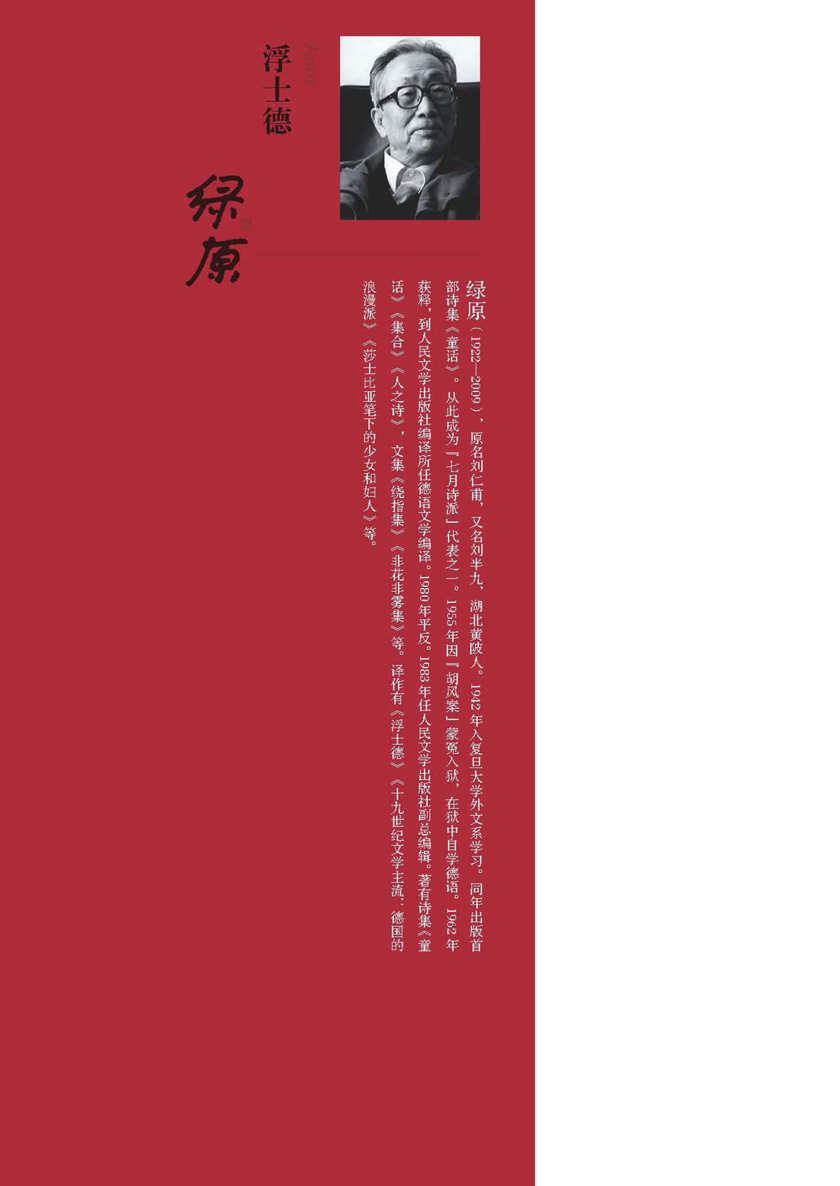 浮士德
绿原
绿原（1922—2009），原名刘仁甫，又名刘半九，湖北黄陂人。1942年入复旦大学外文系学习。同年出版首
部诗集《童话》。从此成为『七月诗派』代表之一。1955年因『胡风案』蒙冤入狱，在狱中自学德语。1962年
获释，到人民文学出版社编译所任德语文学编译。1980年平反。1983年任人民文学出版社副总编辑。著有诗集《童
话》《集合》《人之诗》，文集《绕指集》《非花非雾集》等。译作有《浮士德》《十九世纪文学主流：德国的
浪漫派》《莎士比亚笔下的少女和妇人》等。